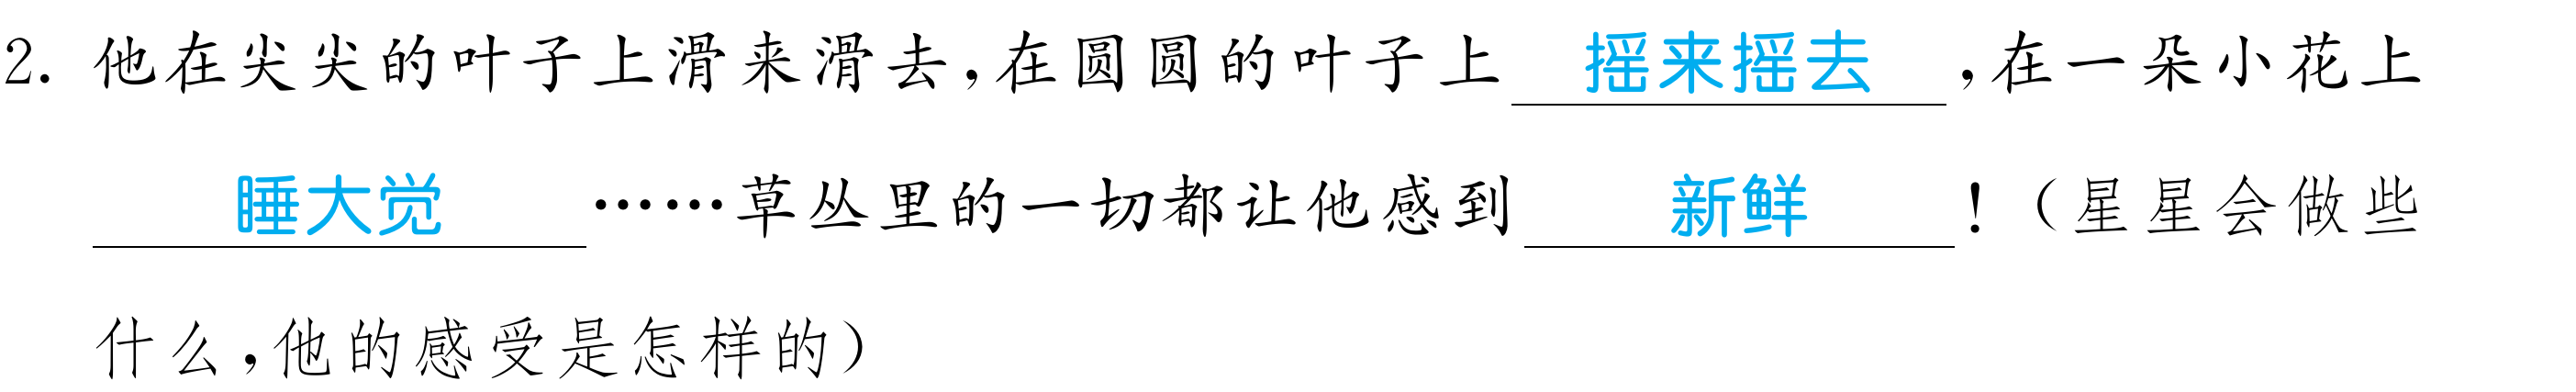 2. 他在尖尖的叶子上滑来滑去,在圆圆的叶子上摇来摇去,在一朵小花上
睡大觉……草丛里的一切都让他感到新鲜!(星星会做些
什么,他的感受是怎样的)